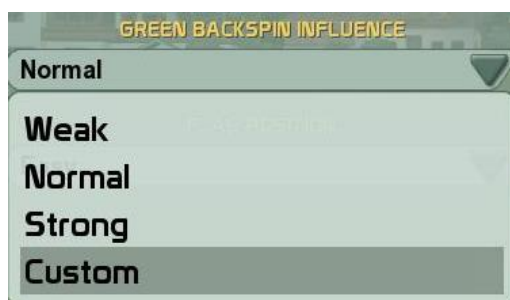 GREEN BACKSPIN INFLUENCE
Normal
Weak
Normal
Strong
Custom